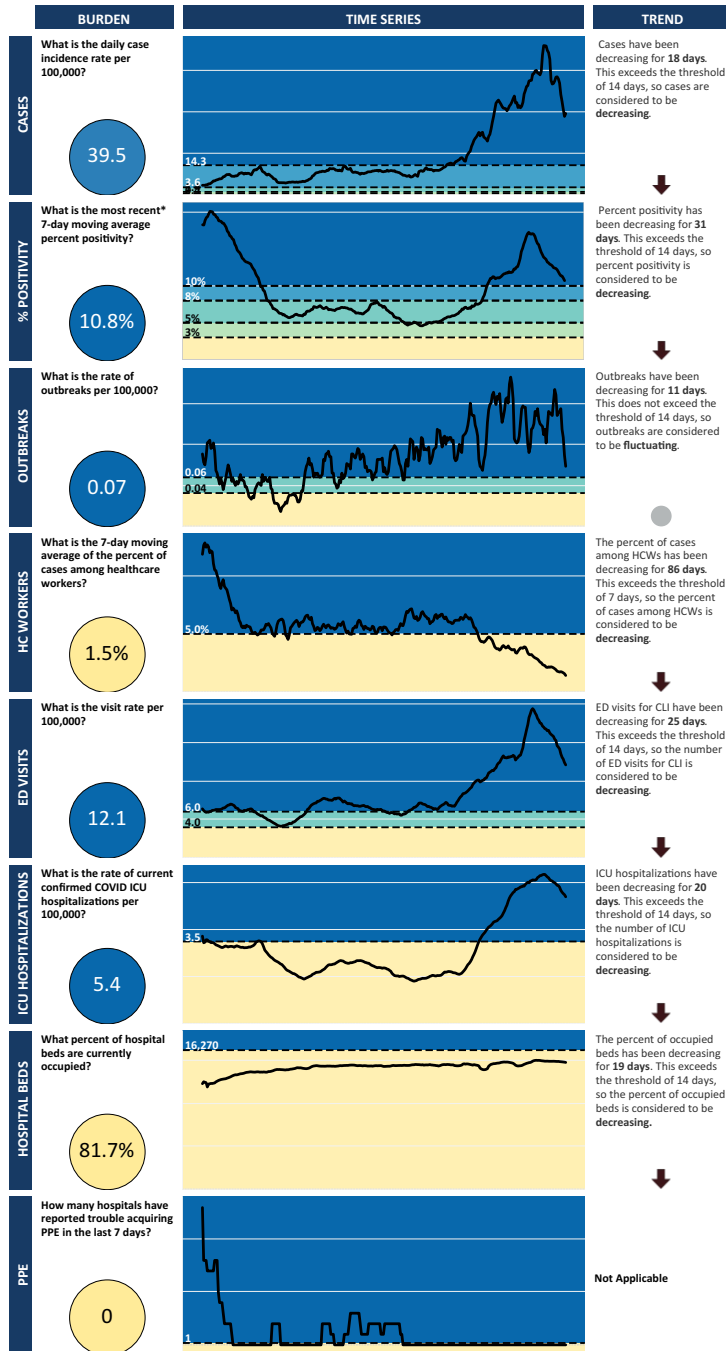 BURDEN
TIME SERIES
TREND
CASES
What is the daily case
incidence rate per
100,000?
39.5
14.3
3.6
Cases have been
decreasing for 18 days.
This exceeds the threshold
of 14 days, so cases are
considered to be
decreasing.
% POSITIVITY
What is the most recent*
7-day moving average
percent positivity?
10.8%
10%
8%
5%
3%
Percent positivity has
been decreasing for 31
days. This exceeds the
threshold of 14 days, so
percent positivity is
considered to be
decreasing.
OUTBREAKS
What is the rate of
outbreaks per 100,000?
0.07
0.06
0.04
Outbreaks have been
decreasing for 11 days.
This does not exceed the
threshold of 14 days, so
outbreaks are considered
to be fluctuating.
HC WORKERS
What is the 7-day moving
average of the percent of
cases among healthcare
workers?
1.5%
5.0%
The percent of cases
among HCWs has been
decreasing for 86 days.
This exceeds the threshold
of 7 days, so the percent
of cases among HCWs is
considered to be
decreasing.
ED VISITS
What is the visit rate per
100,000?
12.1
6.0
4.0
ED visits for CLI have been
decreasing for 25 days.
This exceeds the threshold
of 14 days, so the number
of ED visits for CLI is
considered to be
decreasing.
ICU HOSPITALIZATIONS
What is the rate of current
confirmed COVID ICU
hospitalizations per
100,000?
5.4
3.5
ICU hospitalizations have
been decreasing for 20
days. This exceeds the
threshold of 14 days, so
the number of ICU
hospitalizations is
considered to be
decreasing.
HOSPITAL BEDS
What percent of hospital
beds are currently
occupied?
81.7%
16,270
The percent of occupied
beds has been decreasing
for 19 days. This exceeds
the threshold of 14 days,
so the percent of occupied
beds is considered to be
decreasing.
PPE
How many hospitals have
reported trouble acquiring
PPE in the last 7 days?
0
1
Not Applicable